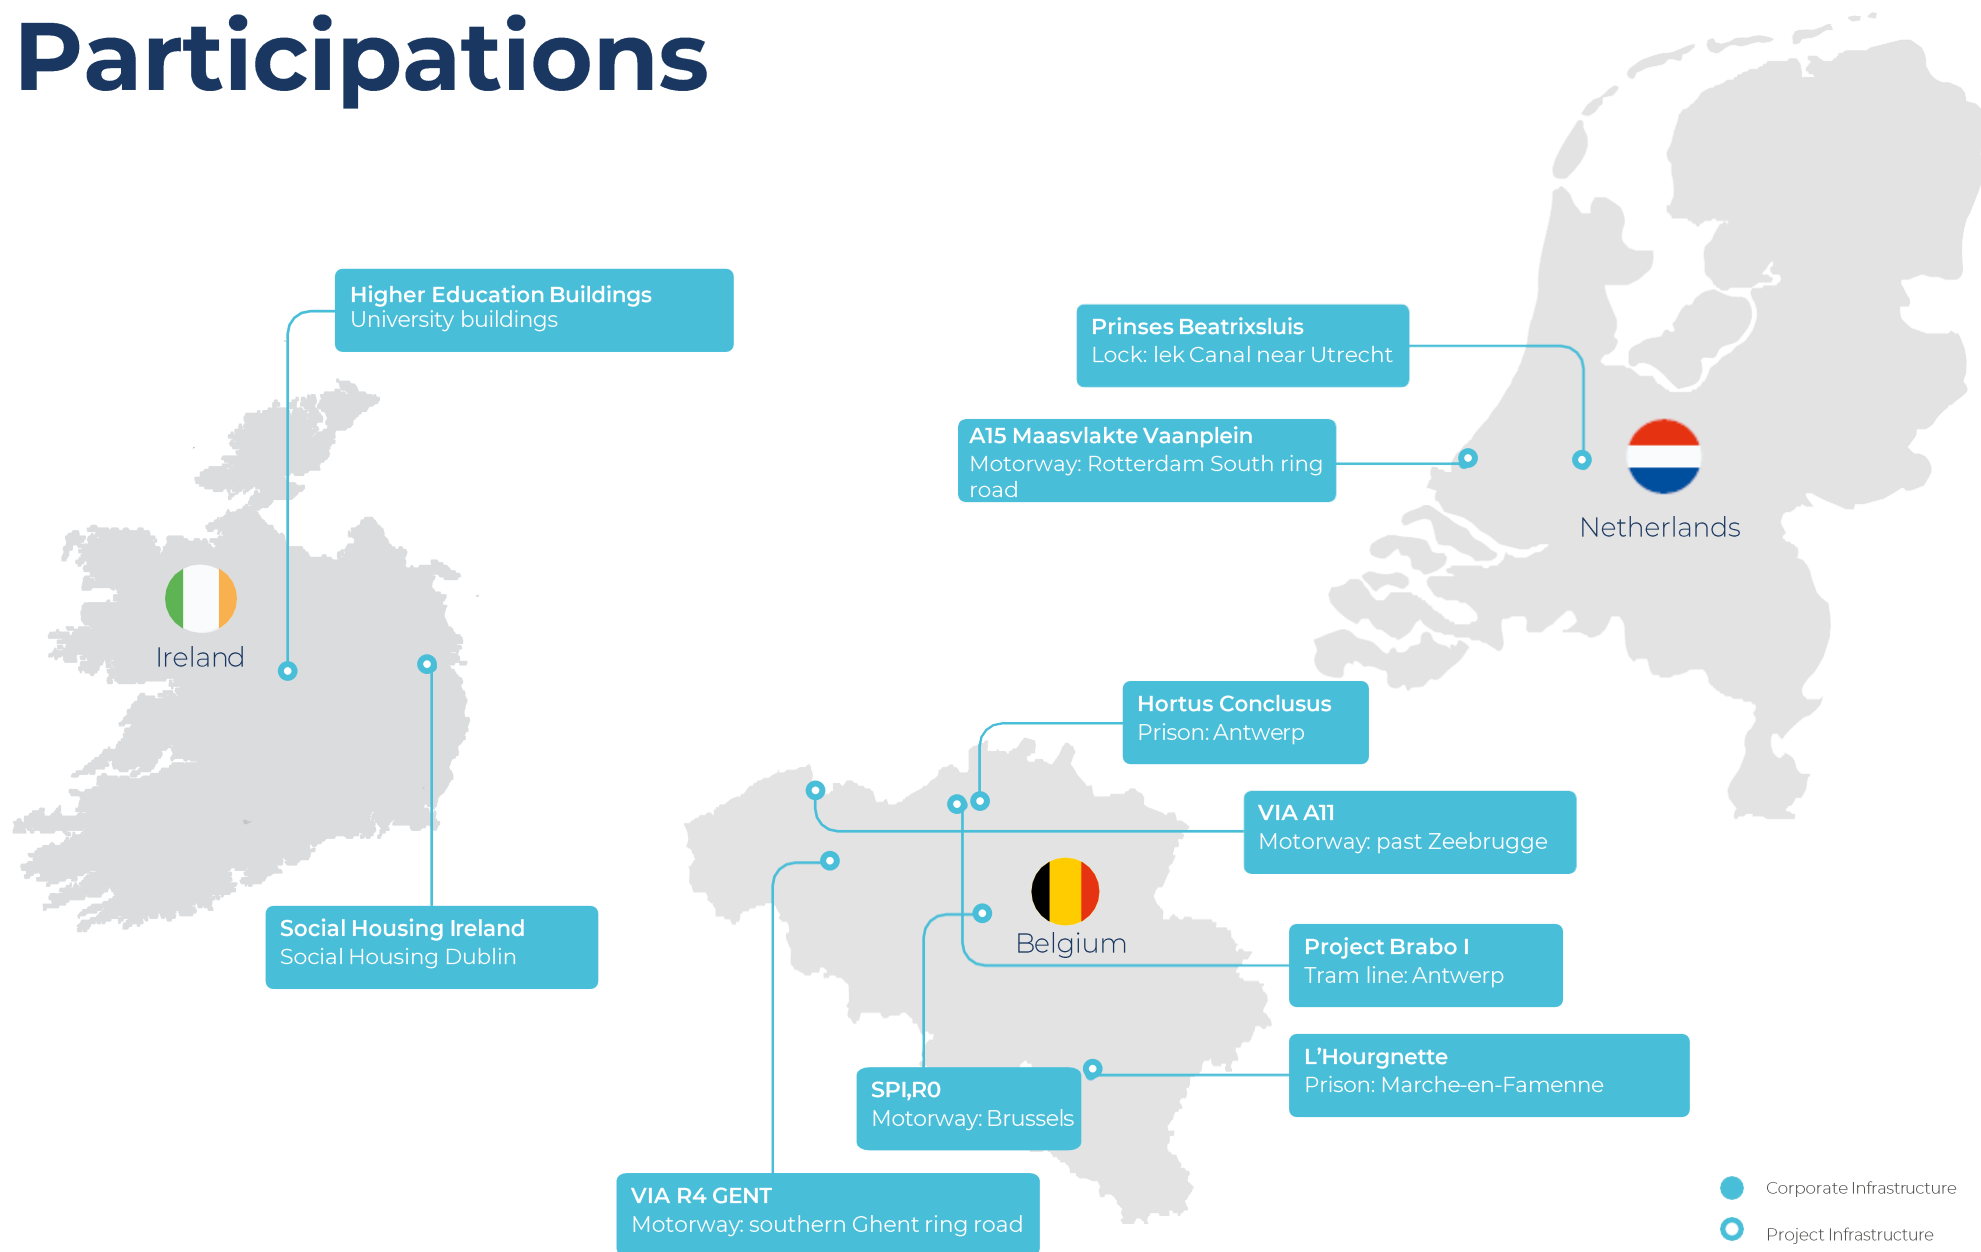 Participations
Higher Education Buildings
University buildings
Prinses Beatrixsluis
Lock: lek Canal near Utrecht
A15 Maasvlakte Vaanplein
Motorway: Rotterdam South ring
road
Netherlands
Ireland
Hortus Conclusus
Prison: Antwerp
VIA A11
Motorway: past Zeebrugge
Belgium
Social Housing Ireland
Social Housing Dublin
Project Brabo I
Tram line: Antwerp
L’Hourgnette
Prison: Marche-en-Famenne
SPI,R0
Motorway: Brussels
VIA R4 GENT
Motorway: southern Ghent ring road
Corporate Infrastructure
Project Infrastructure